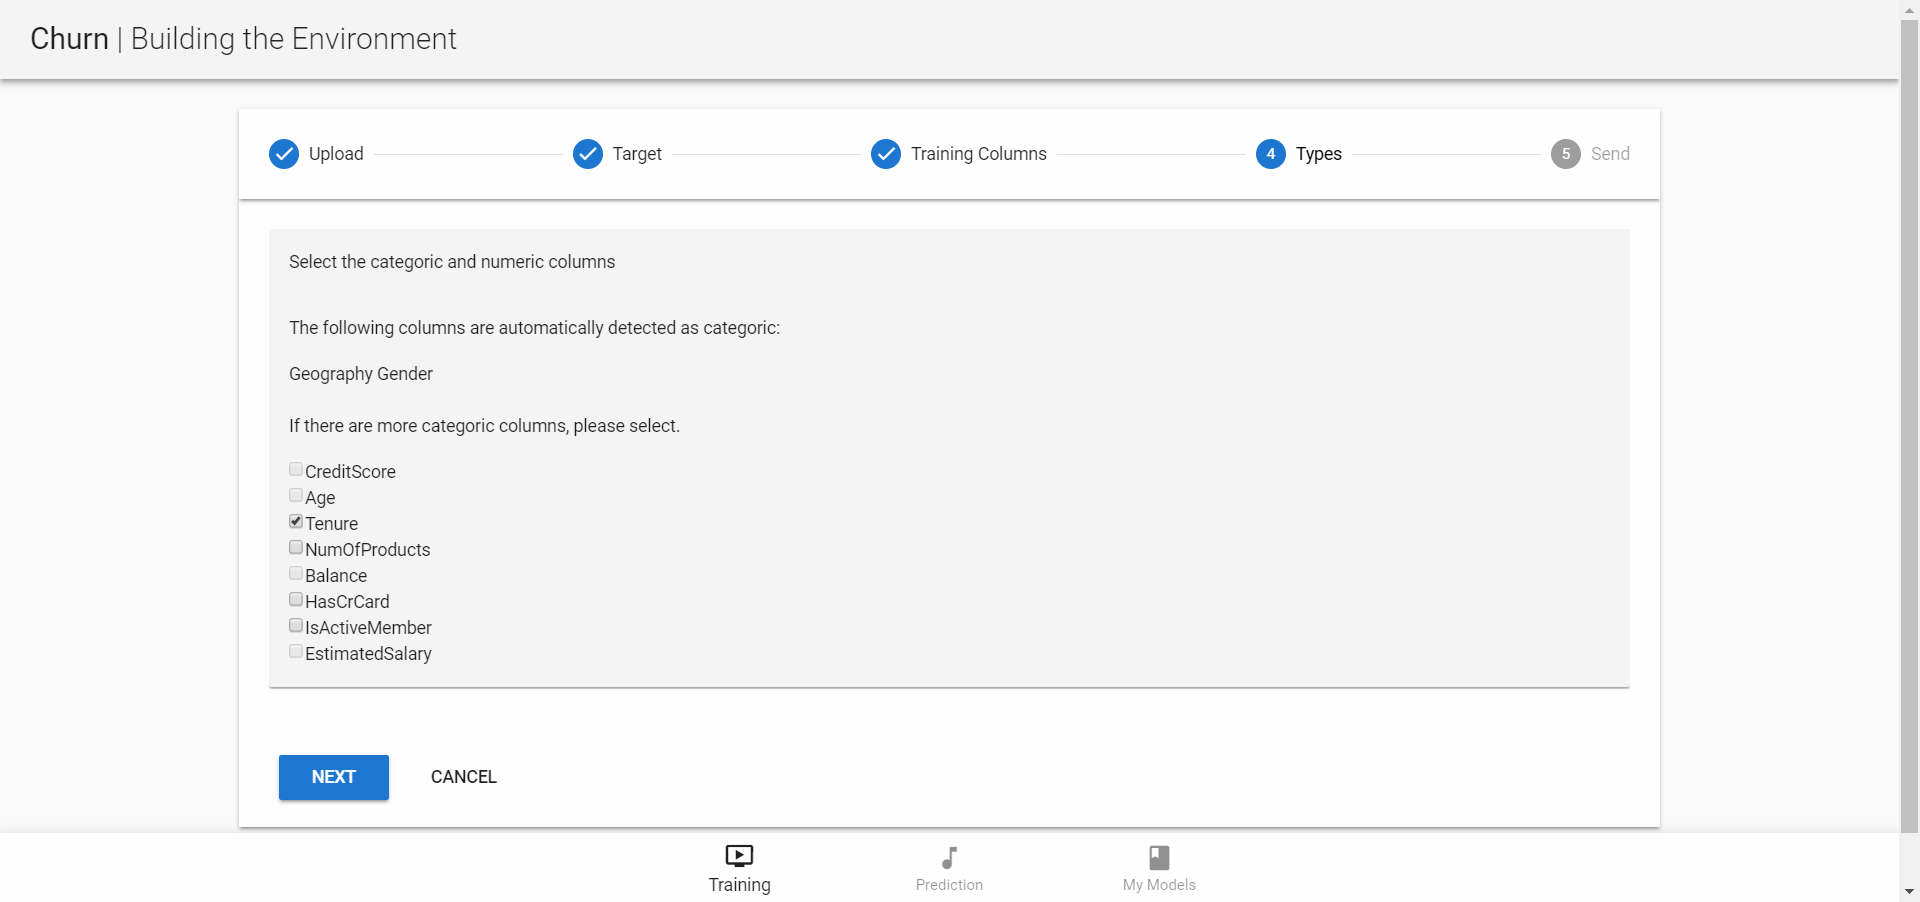 Churn | Building the Environment
Upload
Target
Training Columns
4 Types
5 Send
Select the categoric and numeric columns
The following columns are automatically detected as categoric:
Geography Gender
If there are more categoric columns, please select.
CreditScore
Age
Tenure
NumOfProducts
Balance
HasCrCard
IsActiveMember
EstimatedSalary
NEXT
CANCEL
Training
Prediction
My Models